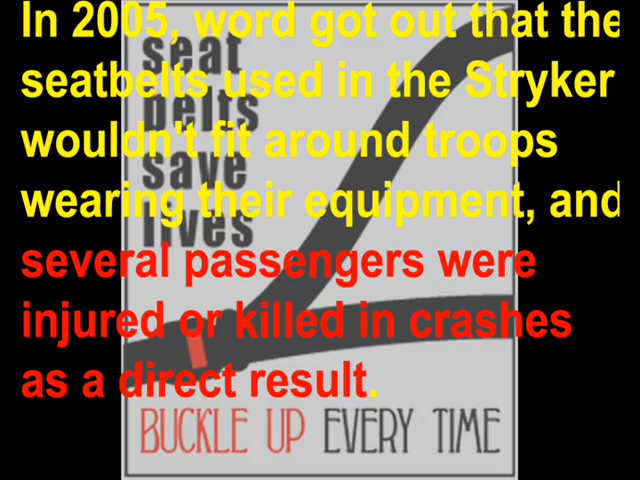 In 2005, word got out that the
seatbelts used in the Stryker
wouldn't fit around troops
wearing their equipment, and
several passengers were
injured or killed in crashes
as a direct result.
seat
belts
save
lives
BUCKLE UP EVERY TIME